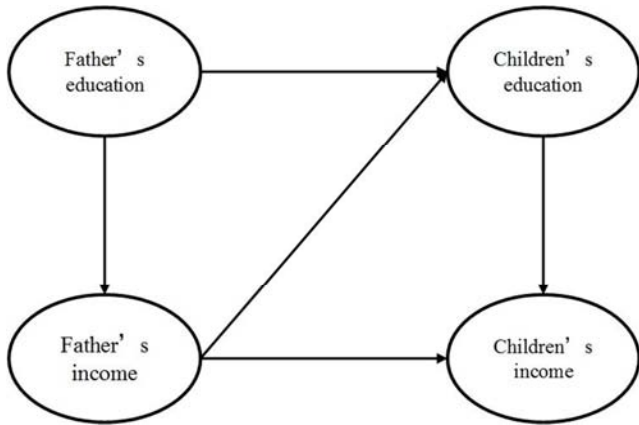 Father’s
education
Children’s
education
Father’s
income
Children’s
income